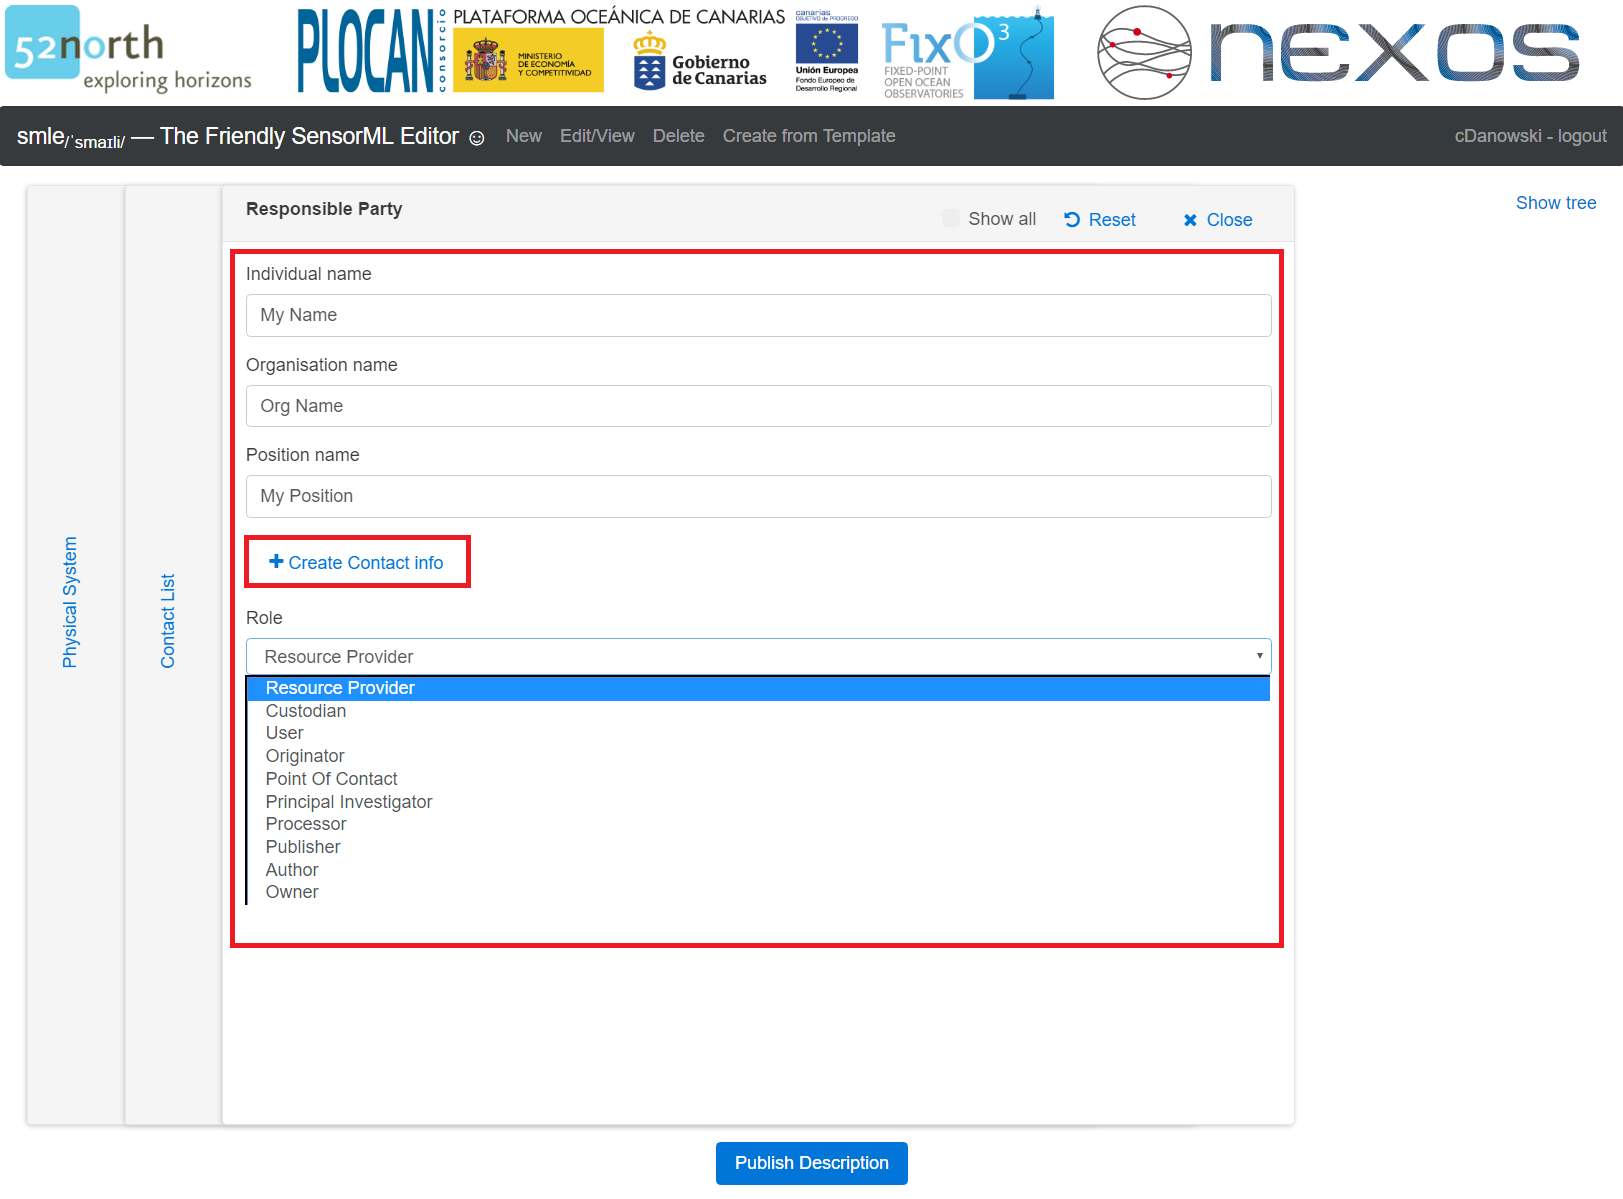 52north
exploring horizons
PLOCAN
consorcio
PLATAFORMA OCEÁNICA DE CANARIAS
MINISTERIO
DE ECONOMÍA
Y COMPETITIVIDAD
Gobierno
de Canarias
canarias
OBJETIVO DE PROGRESO
Unión Europea
Fondo Europeo de
Desarrollo Regional
FixO3
FIXED-POINT
OPEN OCEAN
OBSERVATORIES
nexos
smle/ˈsmaɪli/ — The Friendly SensorML Editor ☺ New Edit/View Delete Create from Template cDanowski - logout
Show tree
Physical System
Contact List
Responsible Party
Show all Reset Close
Individual name
My Name
Organisation name
Org Name
Position name
My Position
Create Contact info
Role
Resource Provider
Resource Provider
Custodian
User
Originator
Point Of Contact
Principal Investigator
Processor
Publisher
Author
Owner
Publish Description